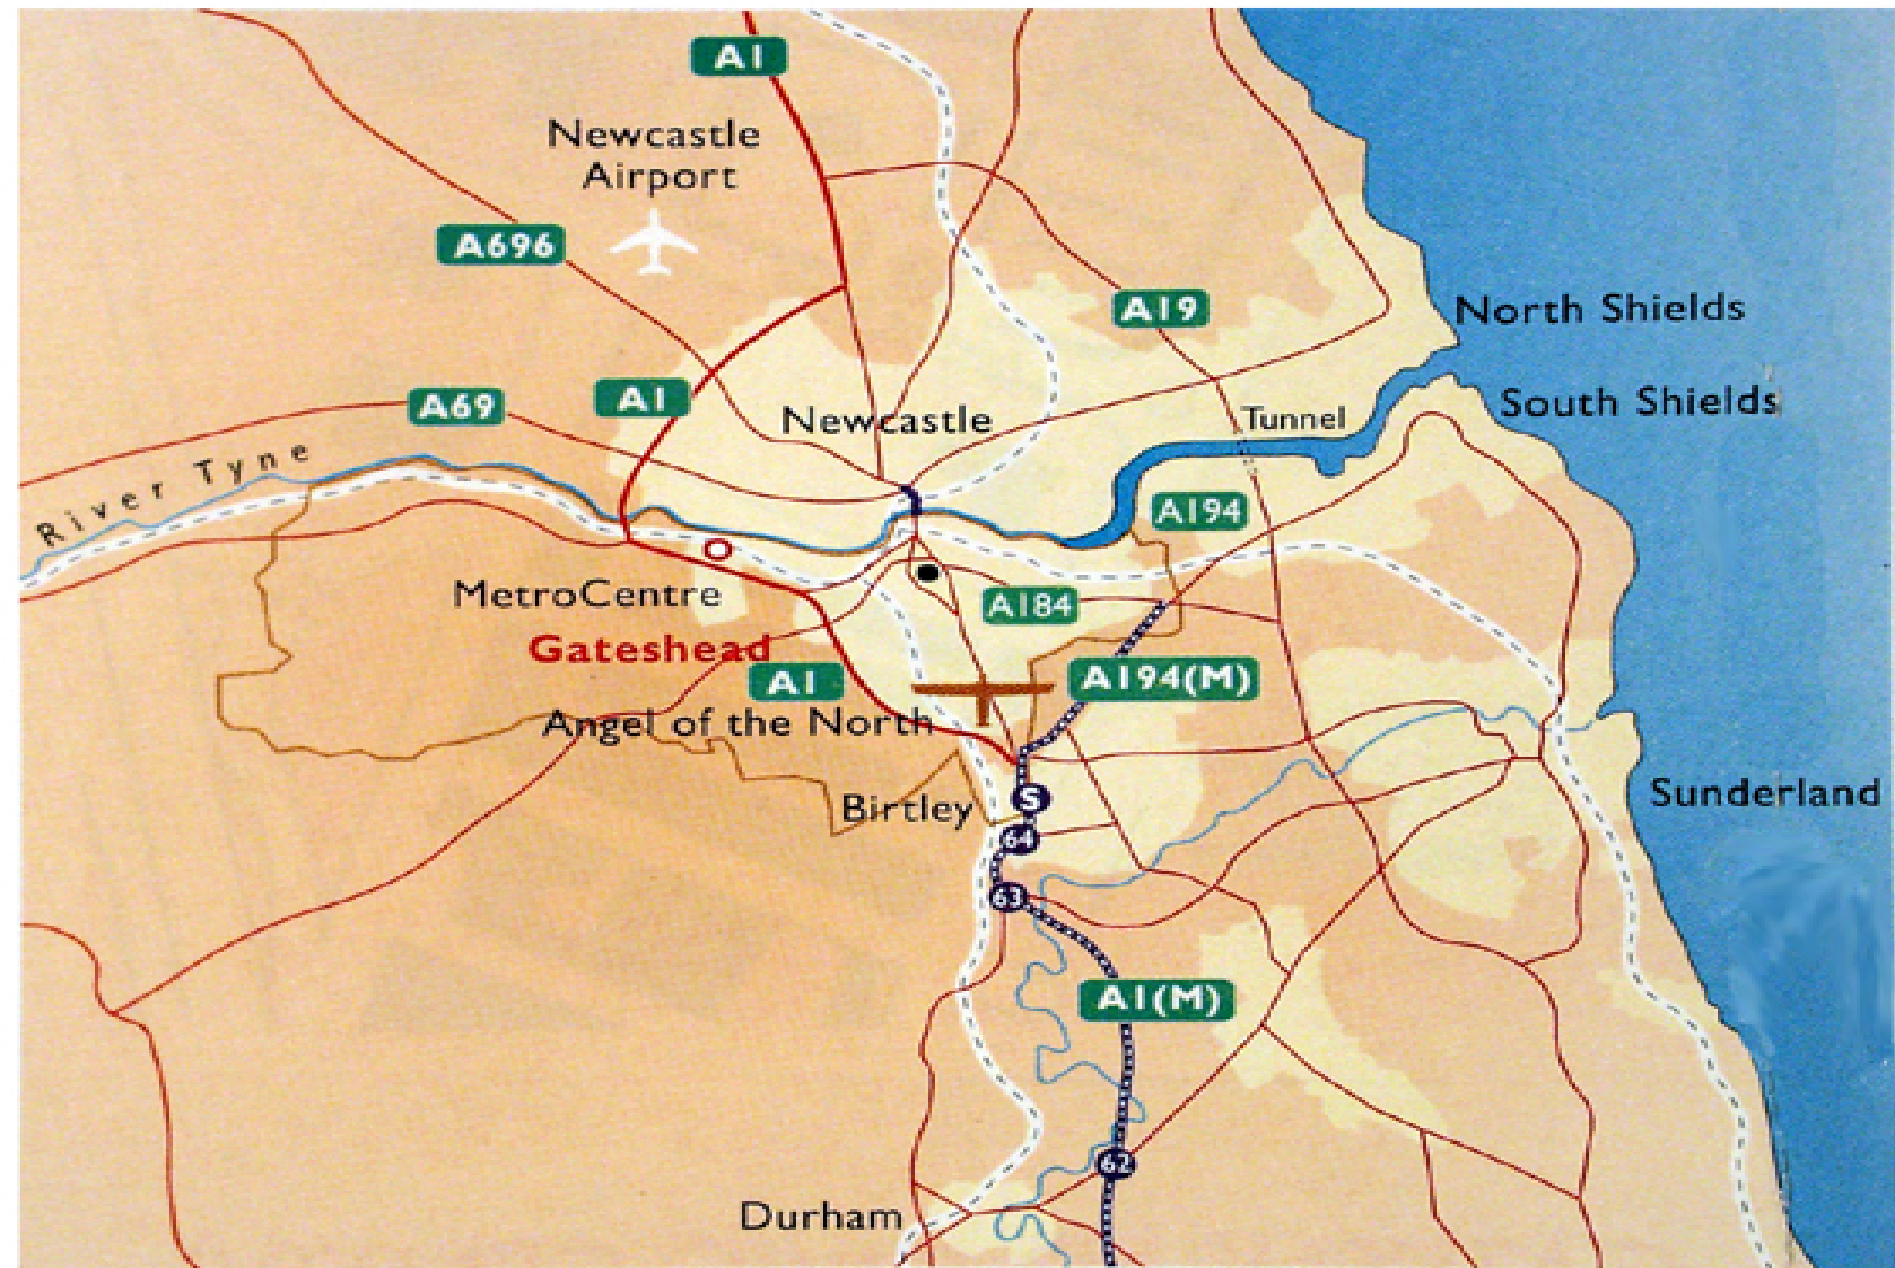 A1
Newcastle
Airport
A696
A19
North Shields
A1
A69
South Shields
Newcastle
Tunnel
River Tyne
A194
MetroCentre
A184
Gateshead
A1
A194(M)
Angel of the North
Birtley
S
Sunderland
64
63
A1(M)
62
Durham